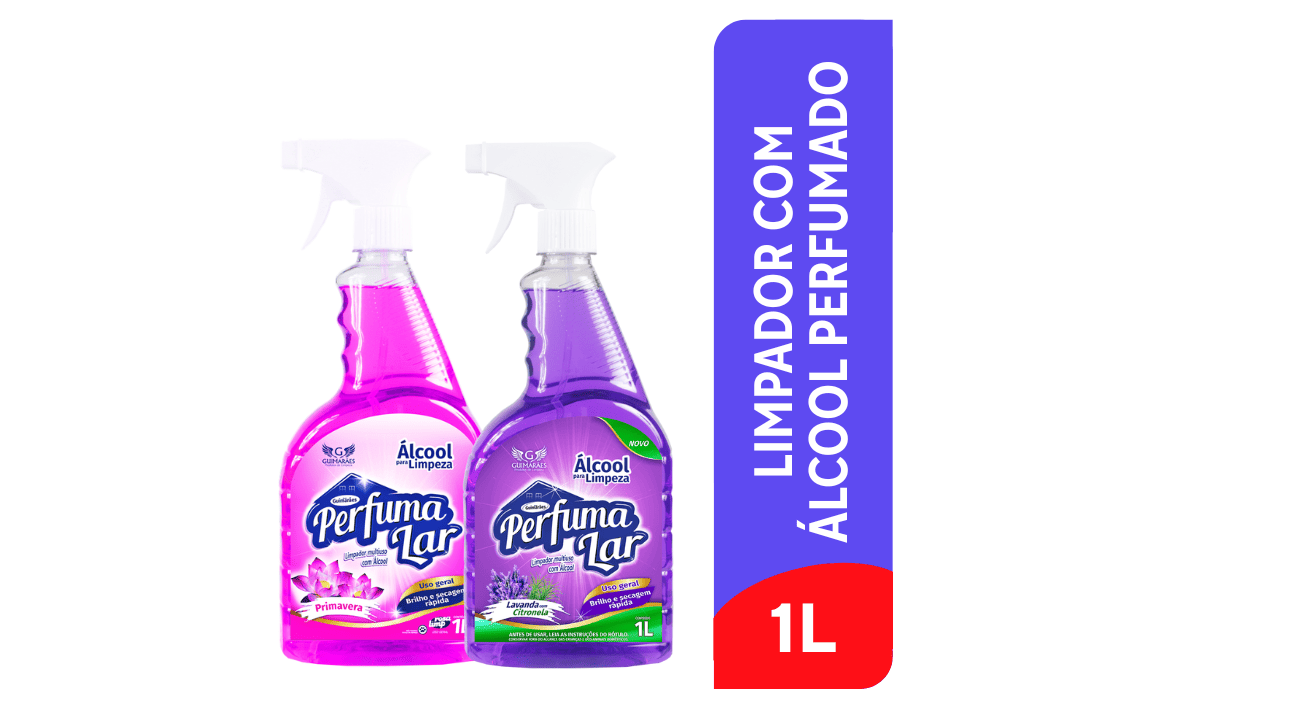 GUIMARÃES
Álcool
para Limpeza
Guimarães
Perfuma
Lar
Limpador multiuso
com Álcool
Primavera
Uso geral
Brilho e secagem
rápida
rosa
limp
1L
NOVO
G
GUIMARÃES
Álcool
para Limpeza
Guimarães
Perfuma
Lar
Limpador multiuso
com Álcool
Lavanda com
Citronela
Uso geral
Brilho e secagem
rápida
ANTES DE USAR, LEIA AS INSTRUÇÕES DO RÓTULO.
1L
LIMPADOR COM
ÁLCOOL PERFUMADO
1L